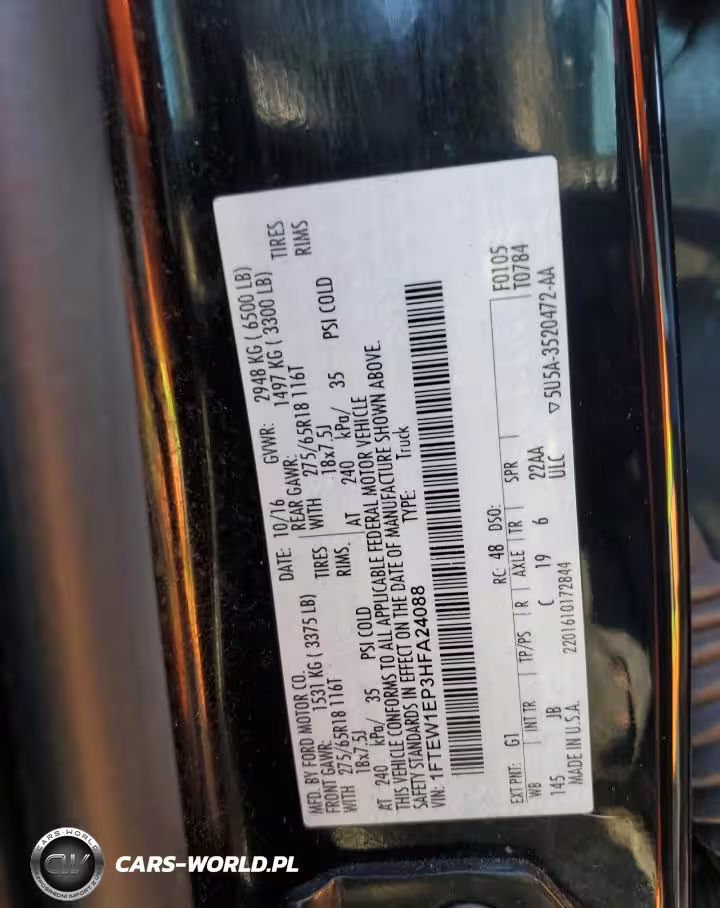 MFD. BY FORD MOTOR CO.
DATE: 10/16 GVWR: 2948 KG ( 6500 LB)
FRONT GAWR: 1531 KG ( 3375 LB) REAR GAWR: 1497 KG ( 3300 LB)
WITH 275/65R18 116T TIRES WITH 275/65R18 116T TIRES
18x7.5J RIMS. 18x7.5J RIMS
AT 240 kPa/ 35 PSI COLD AT 240 kPa/ 35 PSI COLD
THIS VEHICLE CONFORMS TO ALL APPLICABLE FEDERAL MOTOR VEHICLE
SAFETY STANDARDS IN EFFECT ON THE DATE OF MANUFACTURE SHOWN ABOVE.
VIN: 1FTEW1EP3HFA24088 TYPE: Truck
F0105
EXT PNT: G1 RC: 48 DSO: T0784
WB INT TR TP/PS R AXLE TR SPR
145 JB C 19 6 22AA
MADE IN U.S.A. 2201610172844 ULC ▽5U5A-3520472-AA
CARS-WORLD
CW
CARS-WORLD.PL